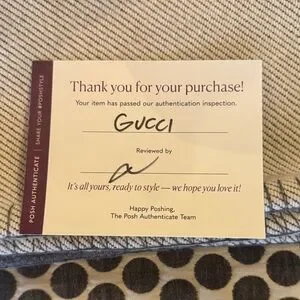 POSH AUTHENTICATE | SHARE YOUR #POSHSTYLE
Thank you for your purchase!
Your item has passed our authentication inspection.
GUCCI
Reviewed by
It's all yours, ready to style — we hope you love it!
Happy Poshing,
The Posh Authenticate Team